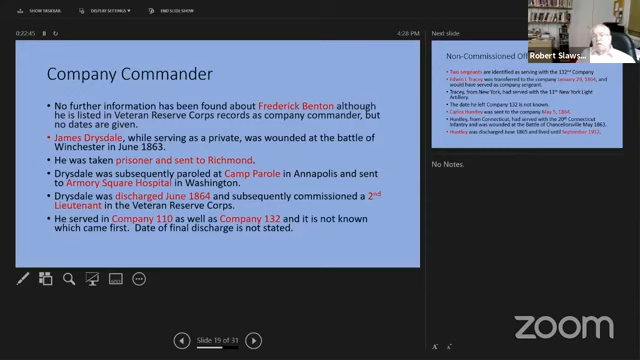 SHOW TASKBAR
DISPLAY SETTINGS
END SLIDE SHOW
0:22:45
4:28 PM
Company Commander
• No further information has been found about Frederick Benton although
he is listed in Veteran Reserve Corps records as company commander, but
no dates are given.
• James Drysdale, while serving as a private, was wounded at the battle of
Winchester in June 1863.
• He was taken prisoner and sent to Richmond.
• Drysdale was subsequently paroled at Camp Parole in Annapolis and sent
to Armory Square Hospital in Washington.
• Drysdale was discharged June 1864 and subsequently commissioned a 2nd
Lieutenant in the Veteran Reserve Corps.
• He served in Company 110 as well as Company 132 and it is not known
which came first. Date of final discharge is not stated.
Slide 19 of 31
Next slide
Non-Commissioned Of
• Two sergeants are identified as serving with the 132nd Company.
• Edwin J. Tracey was transferred to the company January 29, 1864, and
would have served as company sergeant.
• Tracey, from New York, had served with the 11th New York Light
Artillery.
• The date he left Company 132 is not known.
• Carlos Huntley was sent to the company May 5, 1864.
• Huntley, from Connecticut, had served with the 20th Connecticut
Infantry and was wounded at the Battle of Chancellorsville May 1863.
• Huntley was discharged June 1865 and lived until September 1912.
No Notes.
Robert Slaws...
zoom